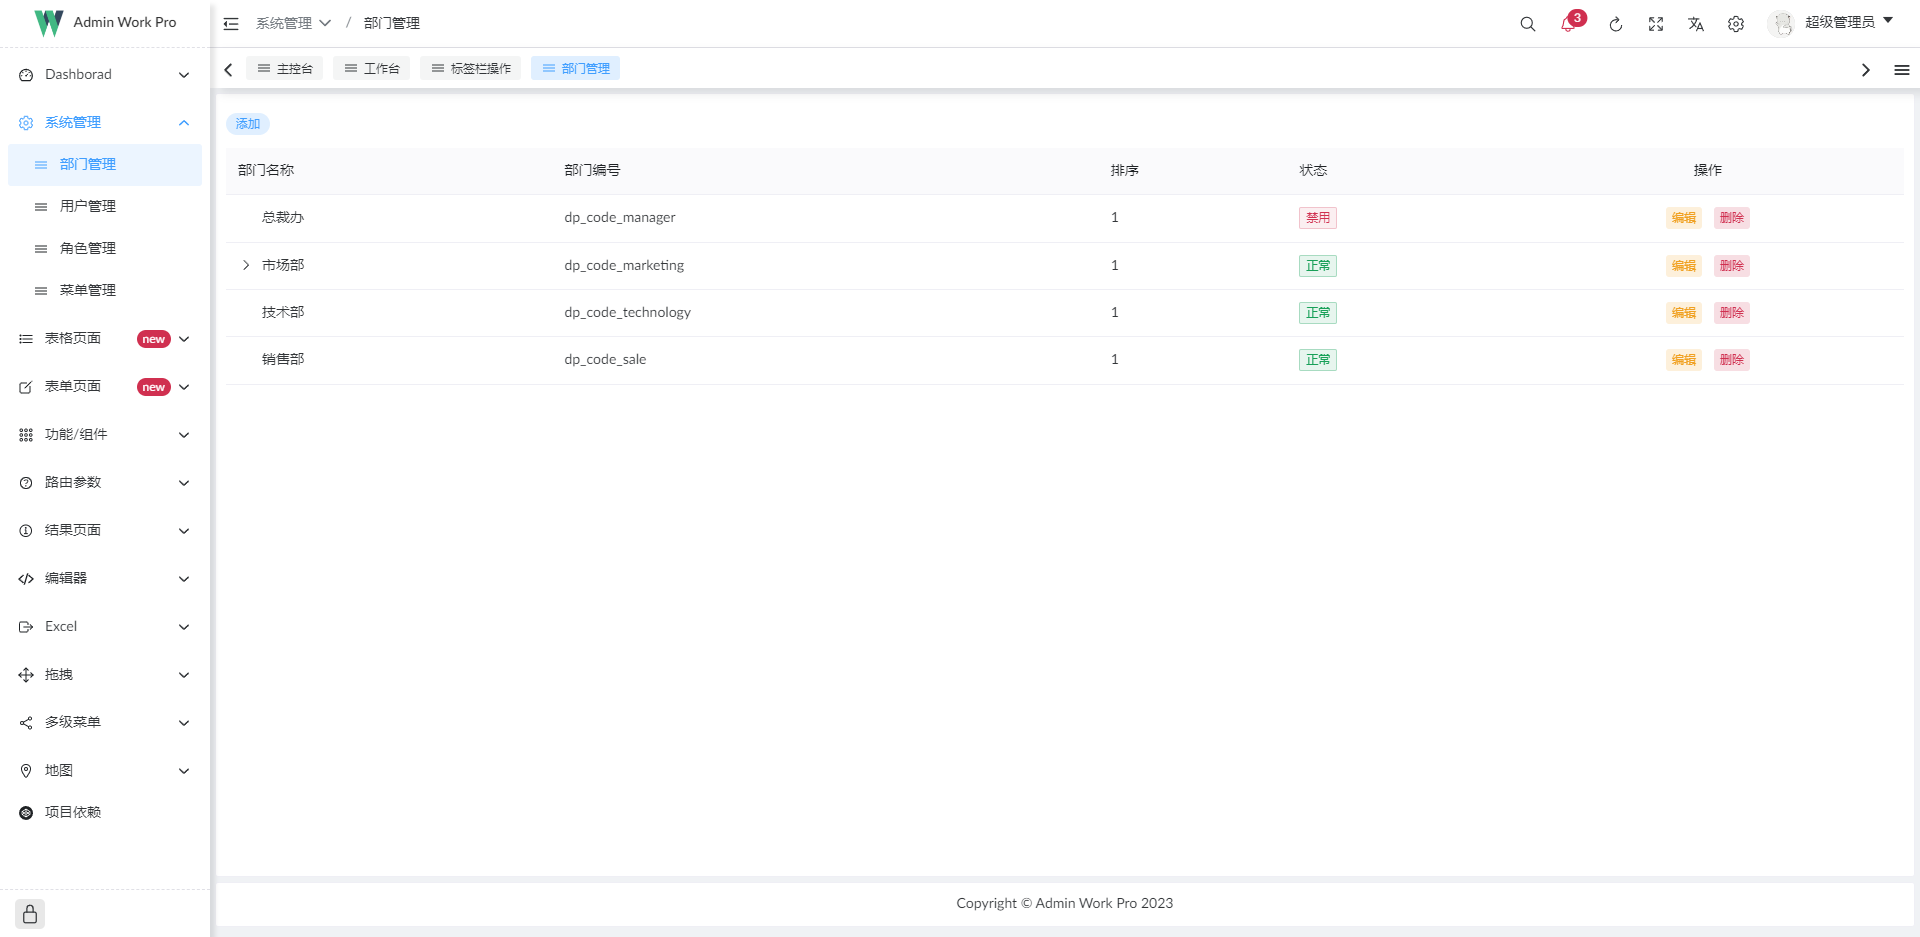 Admin Work Pro
系统管理 / 部门管理
3
超级管理员
主控台 工作台 标签栏操作 部门管理
Dashborad
系统管理
部门管理
用户管理
角色管理
菜单管理
表格页面 new
表单页面 new
功能/组件
路由参数
结果页面
编辑器
Excel
拖拽
多级菜单
地图
项目依赖
添加
部门名称 部门编号 排序 状态 操作
总裁办 dp_code_manager 1 禁用 编辑 删除
市场部 dp_code_marketing 1 正常 编辑 删除
技术部 dp_code_technology 1 正常 编辑 删除
销售部 dp_code_sale 1 正常 编辑 删除
Copyright © Admin Work Pro 2023